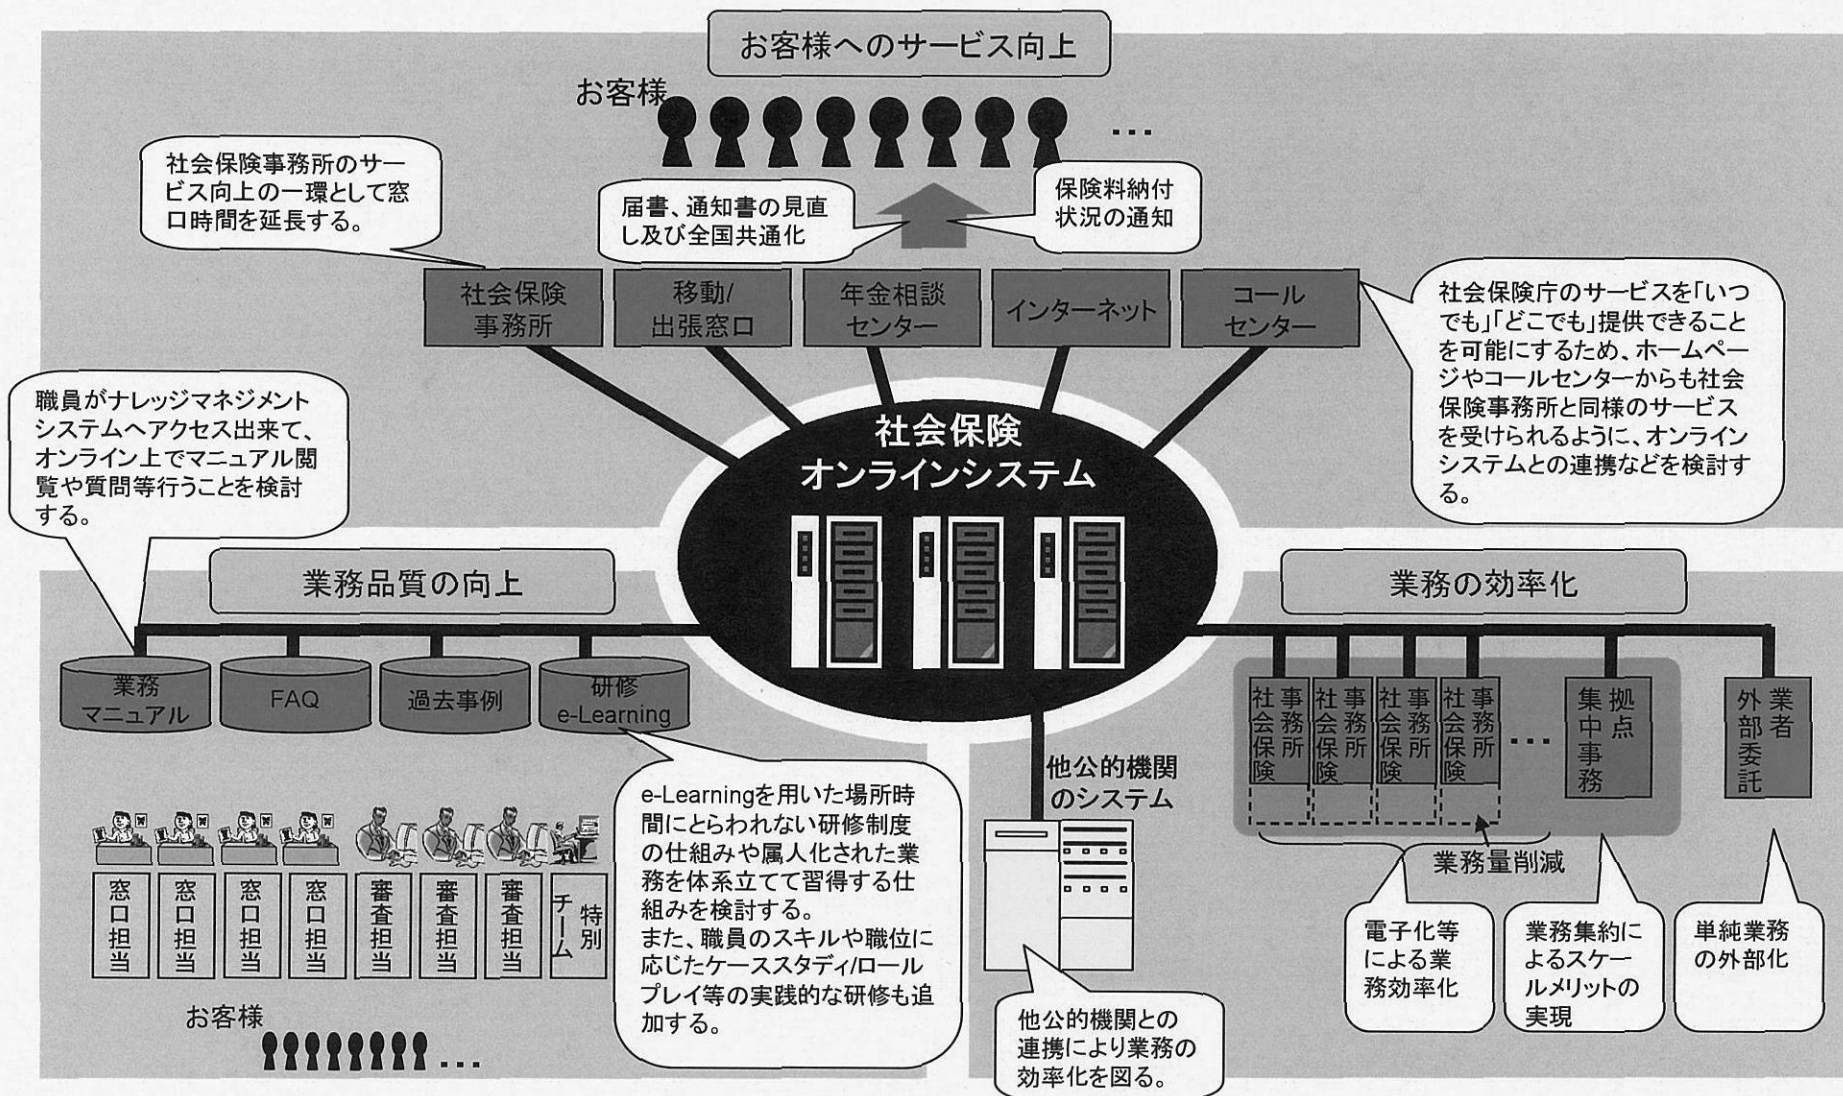 お客様へのサービス向上
お客様
…
社会保険事務所のサー
ビス向上の一環として窓
口時間を延長する。
届書、通知書の見直
し及び全国共通化
保険料納付
状況の通知
社会保険
事務所
移動/
出張窓口
年金相談
センター
インターネット
コール
センター
社会保険庁のサービスを「いつ
でも」「どこでも」提供できること
を可能にするため、ホームペー
ジやコールセンターからも社会
保険事務所と同様のサービス
を受けられるように、オンライン
システムとの連携などを検討す
る。
職員がナレッジマネジメント
システムへアクセス出来て、
オンライン上でマニュアル閲
覧や質問等行うことを検討
する。
社会保険
オンラインシステム
業務品質の向上
業務
マニュアル
FAQ
過去事例
研修
e-Learning
e-Learningを用いた場所時
間にとらわれない研修制度
の仕組みや属人化された業
務を体系立てて習得する仕
組みを検討する。
また、職員のスキルや職位に
応じたケーススタディ/ロール
プレイ等の実践的な研修も追
加する。
窓口担当
窓口担当
窓口担当
窓口担当
審査担当
審査担当
審査担当
特別
チーム
お客様
…
業務の効率化
社会保険
事務所
社会保険
事務所
社会保険
事務所
社会保険
事務所
…
集中事務
拠点
外部委託
業者
業務量削減
電子化等
による業
務効率化
業務集約に
よるスケー
ルメリットの
実現
単純業務
の外部化
他公的機関
のシステム
他公的機関との
連携により業務の
効率化を図る。